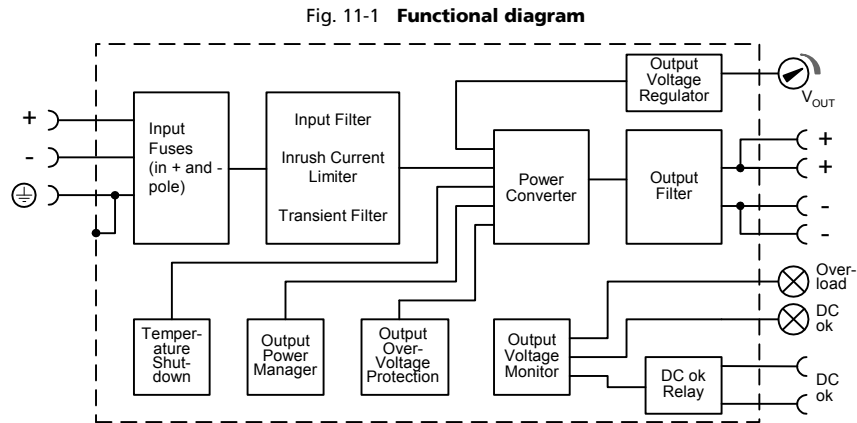 Fig. 11-1 Functional diagram
Output
Voltage
Regulator
VOUT
+
-
Input
Fuses
(in + and -
pole)
Input Filter
Inrush Current
Limiter
Transient Filter
Power
Converter
Output
Filter
+
+
-
-
Temper-
ature
Shut-
down
Output
Power
Manager
Output
Over-
Voltage
Protection
Output
Voltage
Monitor
DC ok
Relay
Over-
load
DC
ok
DC
ok